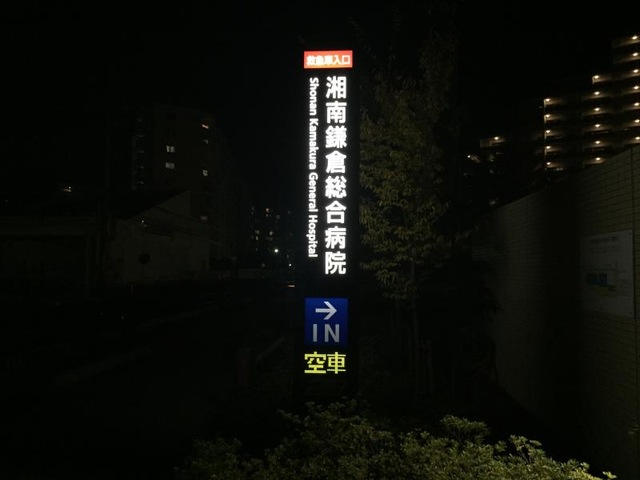 救急車入口
湘南鎌倉総合病院
Shonan Kamakura General Hospital
→
IN
空車